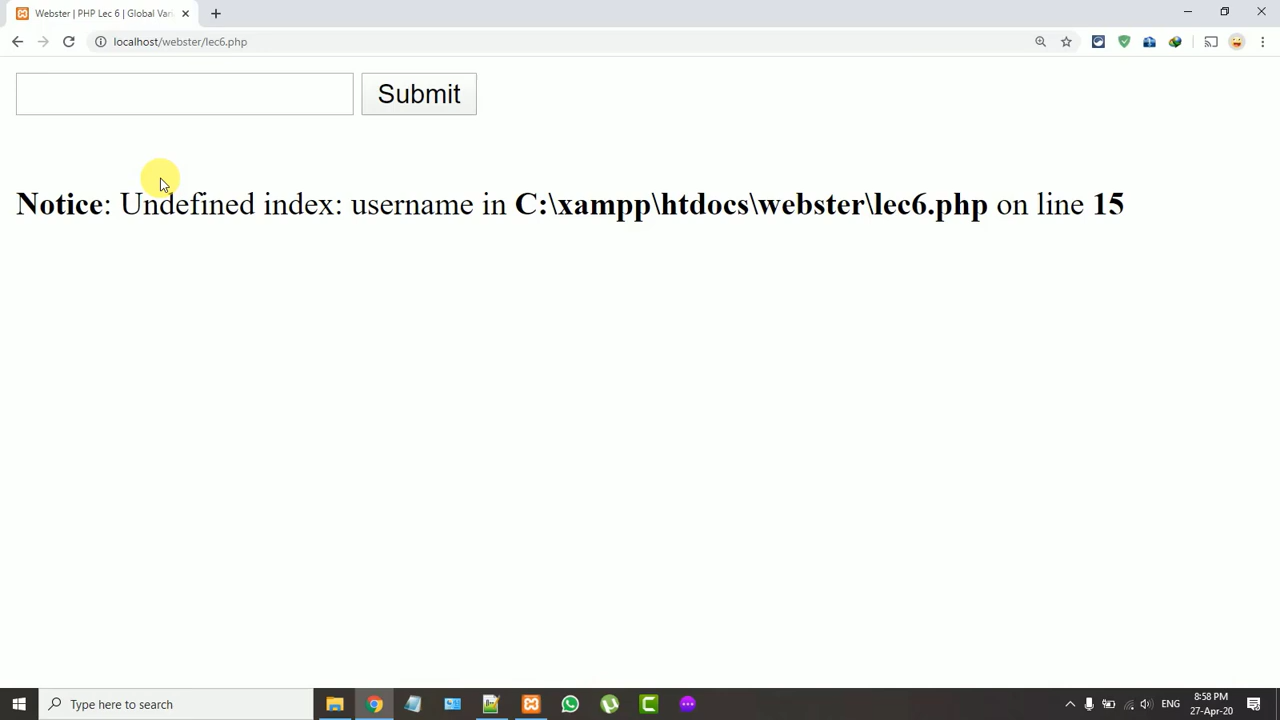 Webster | PHP Lec 6 | Global Var
localhost/webster/lec6.php
Submit
Notice: Undefined index: username in C:\xampp\htdocs\webster\lec6.php on line 15
Type here to search
ENG
8:58 PM
27-Apr-20